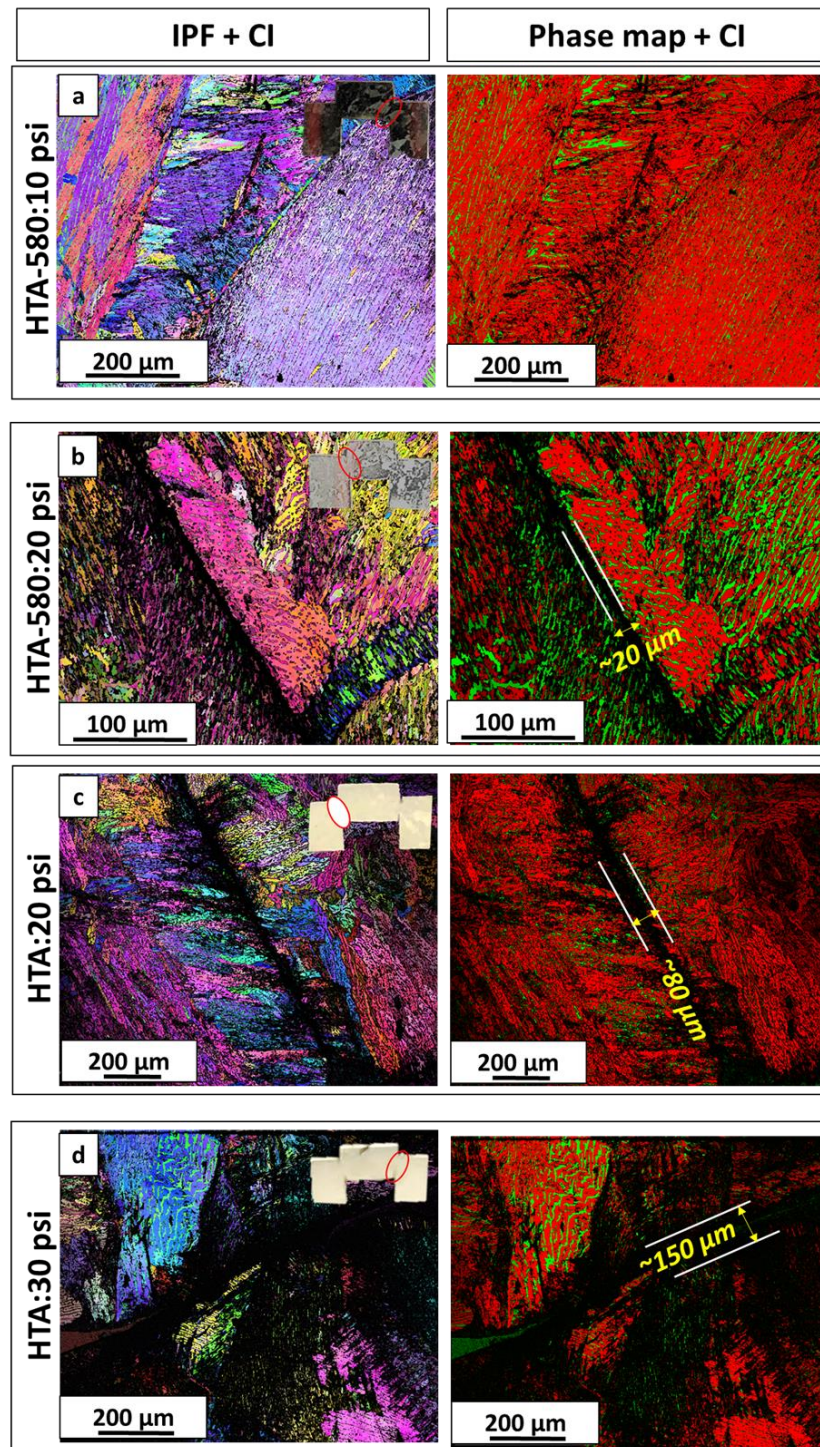 IPF + CI
Phase map + CI
HTA-580:10 psi
a
200 µm
200 µm
HTA-580:20 psi
b
100 µm
~20 µm
100 µm
HTA:20 psi
c
200 µm
~80 µm
200 µm
HTA:30 psi
d
200 µm
~150 µm
200 µm